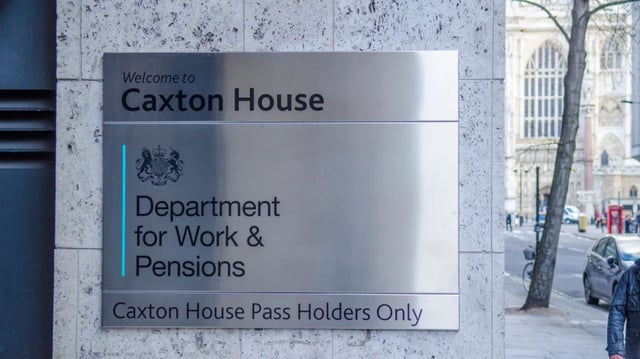 Welcome to
Caxton House
Department
for Work &
Pensions
Caxton House Pass Holders Only